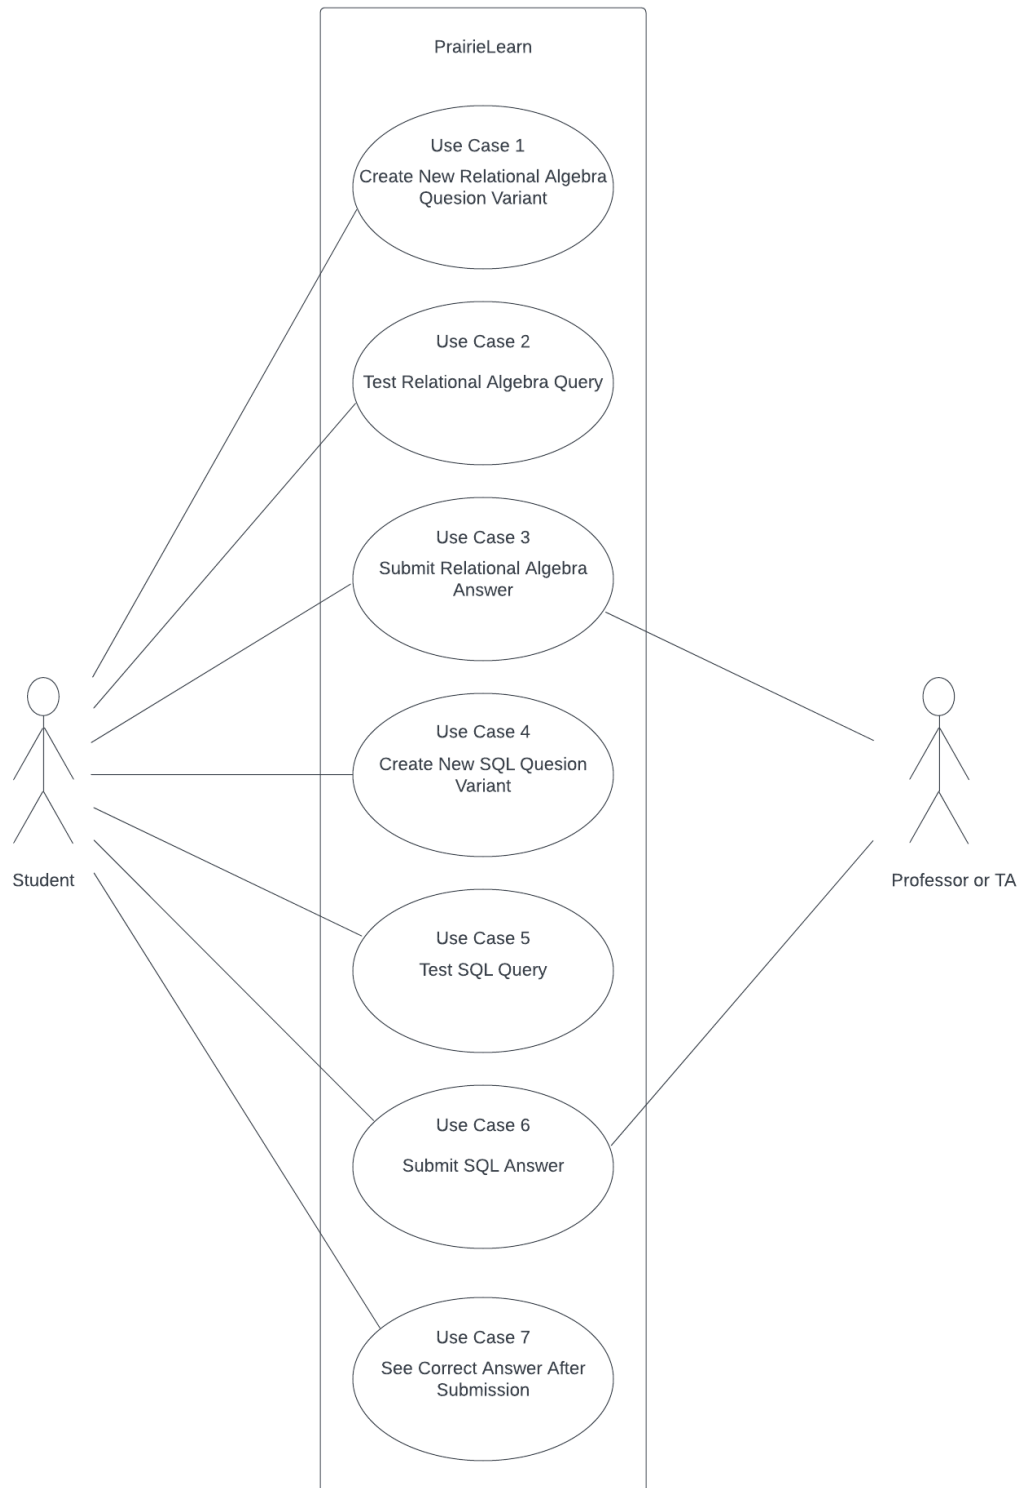 PrairieLearn
Use Case 1
Create New Relational Algebra
Quesion Variant
Use Case 2
Test Relational Algebra Query
Use Case 3
Submit Relational Algebra
Answer
Use Case 4
Create New SQL Quesion
Variant
Student
Professor or TA
Use Case 5
Test SQL Query
Use Case 6
Submit SQL Answer
Use Case 7
See Correct Answer After
Submission